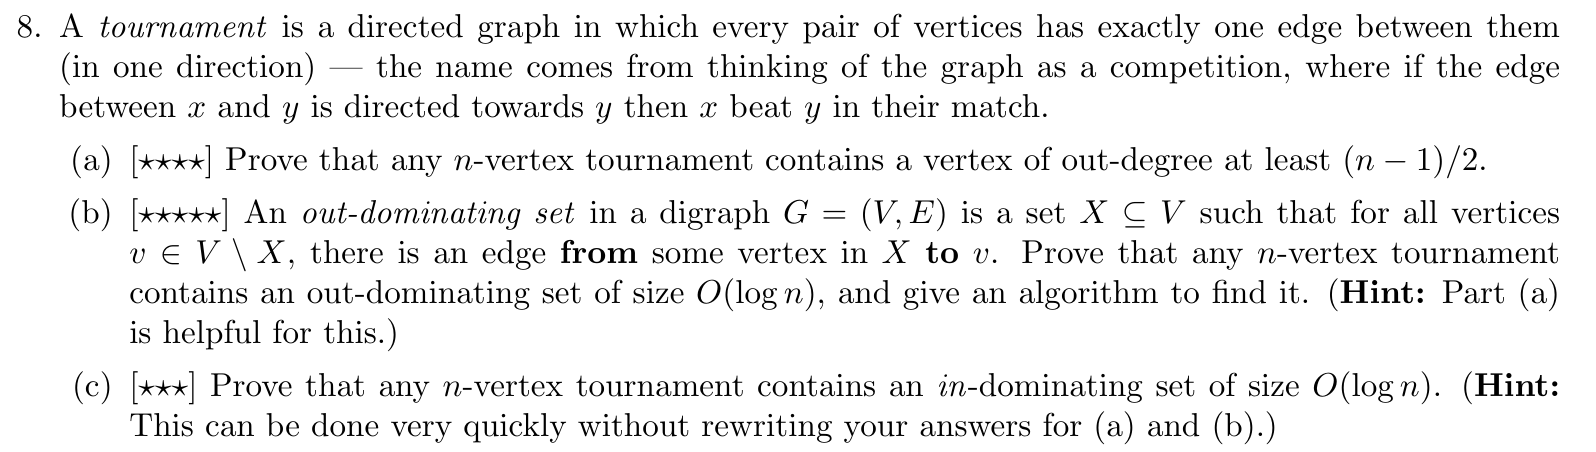 8. A tournament is a directed graph in which every pair of vertices has exactly one edge between them
(in one direction) — the name comes from thinking of the graph as a competition, where if the edge
between x and y is directed towards y then x beat y in their match.
(a) [⋆⋆⋆⋆] Prove that any n-vertex tournament contains a vertex of out-degree at least (n − 1)/2.
(b) [⋆⋆⋆⋆⋆] An out-dominating set in a digraph G = (V, E) is a set X ⊆ V such that for all vertices
v ∈ V \ X, there is an edge from some vertex in X to v. Prove that any n-vertex tournament
contains an out-dominating set of size O(log n), and give an algorithm to find it. (Hint: Part (a)
is helpful for this.)
(c) [⋆⋆⋆] Prove that any n-vertex tournament contains an in-dominating set of size O(log n). (Hint:
This can be done very quickly without rewriting your answers for (a) and (b).)